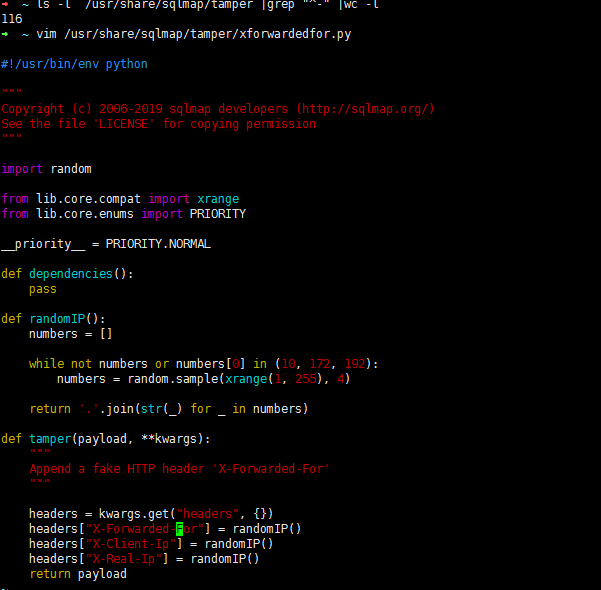 ➜  ~ ls -l  /usr/share/sqlmap/tamper |grep "^-" |wc -l
116
➜  ~ vim /usr/share/sqlmap/tamper/xforwardedfor.py
#!/usr/bin/env python
"""
Copyright (c) 2006-2019 sqlmap developers (http://sqlmap.org/)
See the file 'LICENSE' for copying permission
"""
import random
from lib.core.compat import xrange
from lib.core.enums import PRIORITY
__priority__ = PRIORITY.NORMAL
def dependencies():
    pass
def randomIP():
    numbers = []
    while not numbers or numbers[0] in (10, 172, 192):
        numbers = random.sample(xrange(1, 255), 4)
    return '.'.join(str(_) for _ in numbers)
def tamper(payload, **kwargs):
    """
    Append a fake HTTP header 'X-Forwarded-For'
    """
    headers = kwargs.get("headers", {})
    headers["X-Forwarded-For"] = randomIP()
    headers["X-Client-Ip"] = randomIP()
    headers["X-Real-Ip"] = randomIP()
    return payload